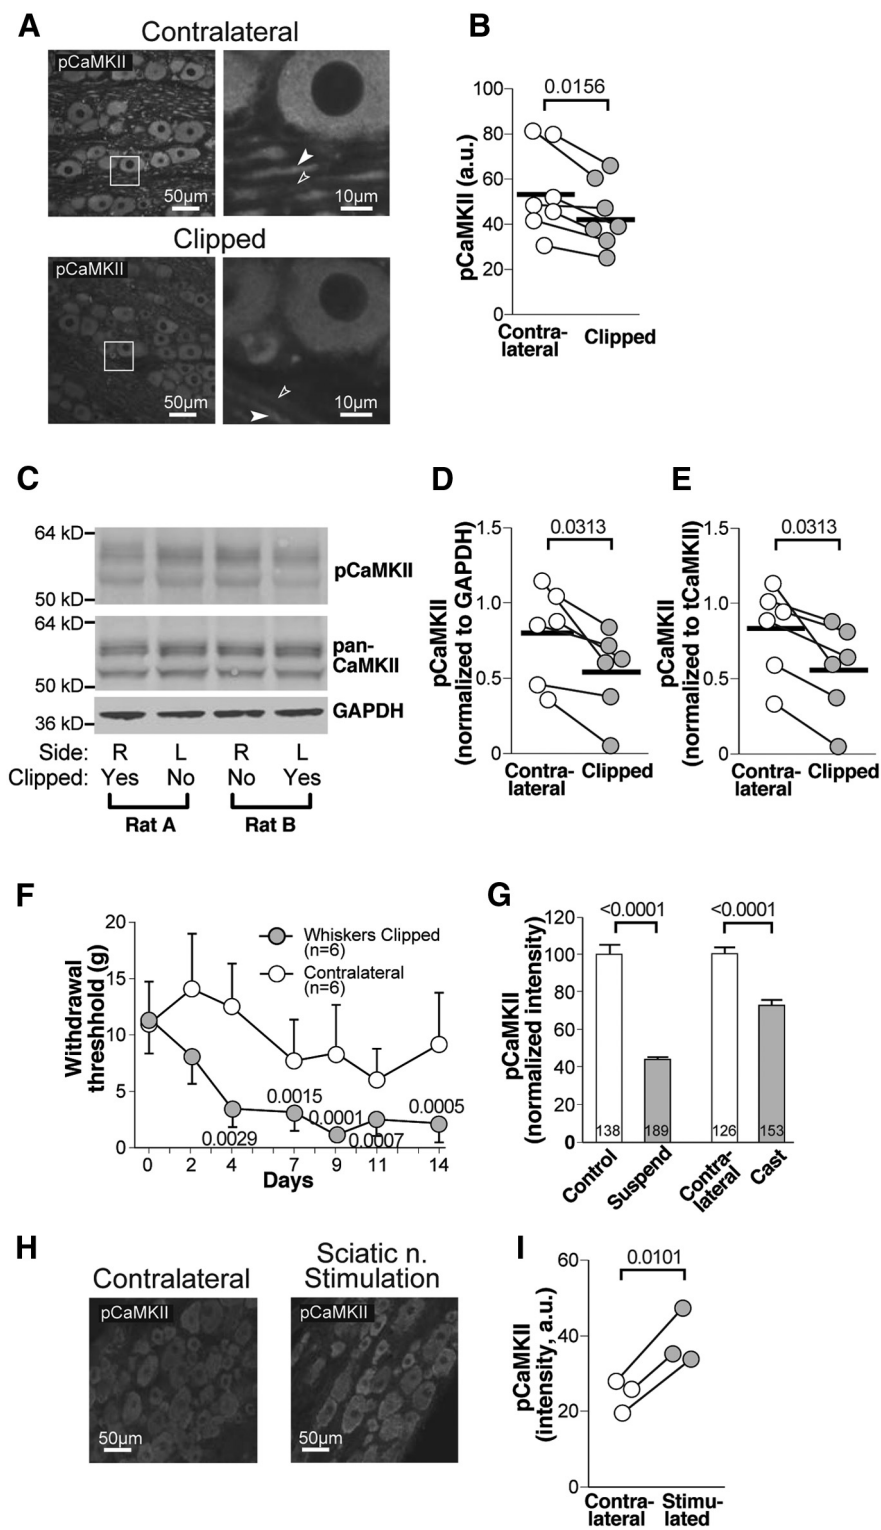 A
Contralateral
pCaMKII
50µm
10µm
Clipped
pCaMKII
50µm
10µm
B
pCaMKII (a.u.)
100
80
60
40
20
0
0.0156
Contra-
lateral
Clipped
C
64 kD
50 kD
pCaMKII
64 kD
50 kD
pan-
CaMKII
36 kD
GAPDH
Side: R L R L
Clipped: Yes No No Yes
Rat A Rat B
D
pCaMKII
(normalized to GAPDH)
1.5
1.0
0.5
0
0.0313
Contra-
lateral
Clipped
E
pCaMKII
(normalized to tCaMKII)
1.5
1.0
0.5
0
0.0313
Contra-
lateral
Clipped
F
Withdrawal
threshhold (g)
20
15
10
5
0
Whiskers Clipped
(n=6)
Contralateral
(n=6)
0.0029
0.0015
0.0001
0.0007
0.0005
0 2 4 7 9 11 14
Days
G
pCaMKII
(normalized intensity)
120
100
80
60
40
20
0
<0.0001 <0.0001
138 189 126 153
Control
Suspend
Contra-
lateral
Cast
H
Contralateral
pCaMKII
50µm
Sciatic n.
Stimulation
pCaMKII
50µm
I
pCaMKII
(intensity, a.u.)
60
40
20
0
0.0101
Contra-
lateral
Stimu-
lated